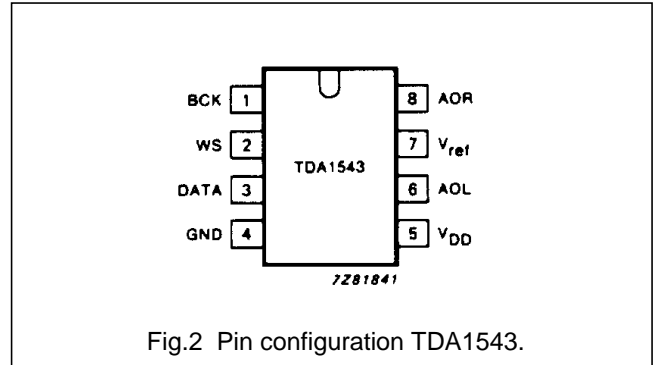 BCK 1 8 AOR
WS 2 7 Vref
TDA1543
DATA 3 6 AOL
GND 4 5 VDD
7Z81841
Fig.2 Pin configuration TDA1543.